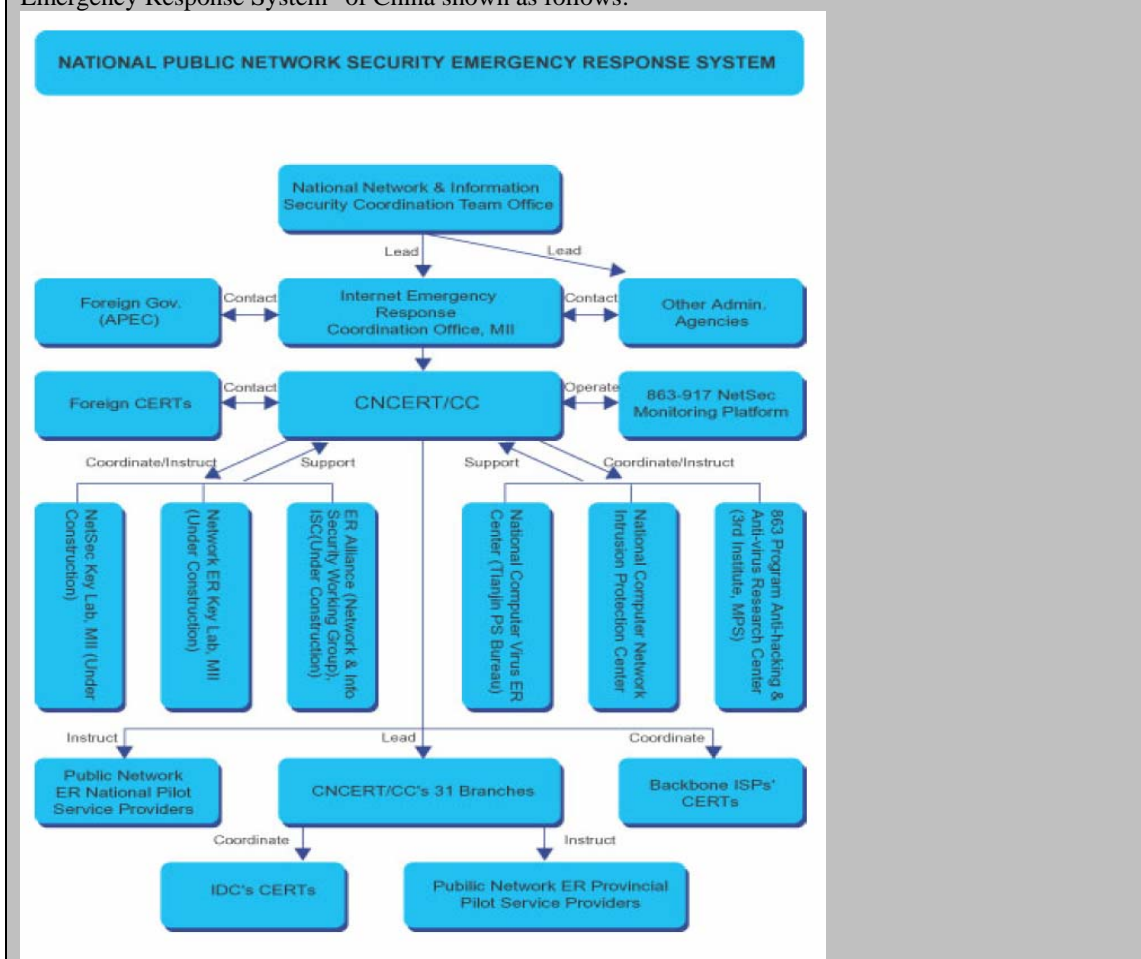 Emergency Response System" of China shown as follows:
NATIONAL PUBLIC NETWORK SECURITY EMERGENCY RESPONSE SYSTEM
National Network & Information
Security Coordination Team Office
Lead
Lead
Foreign Gov.
(APEC)
Contact
Internet Emergency
Response
Coordination Office, MII
Contact
Other Admin.
Agencies
Foreign CERTs
Contact
CNCERT/CC
Operate
863-917 NetSec
Monitoring Platform
Coordinate/Instruct
Support
Support
Coordinate/Instruct
NetSec Key Lab, MII (Under
Construction)
Network ER Key Lab, MII
(Under Construction)
ER Alliance (Network & Info
Security Working Group),
ISC(Under Construction)
National Computer Virus ER
Center (Tianjin PS Bureau)
National Computer Network
Intrusion Protection Center
863 Program Anti-hacking &
Anti-virus Research Center
(3rd Institute, MPS)
Instruct
Lead
Coordinate
Public Network
ER National Pilot
Service Providers
CNCERT/CC's 31 Branches
Backbone ISPs'
CERTs
Coordinate
Instruct
IDC's CERTs
Publilic Network ER Provincial
Pilot Service Providers